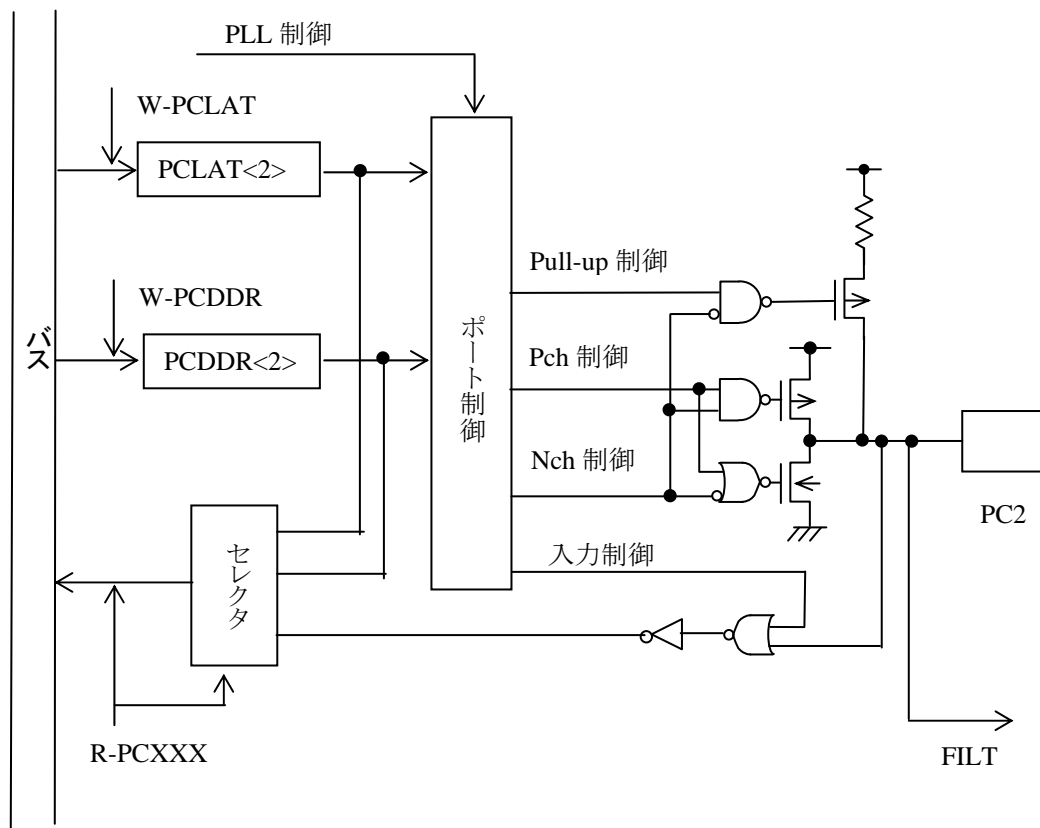 PLL 制御
W-PCLAT
PCLAT<2>
Pull-up 制御
W-PCDDR
バス
PCDDR<2>
ポート制御
Pch 制御
Nch 制御
PC2
セレクタ
入力制御
R-PCXXX
FILT